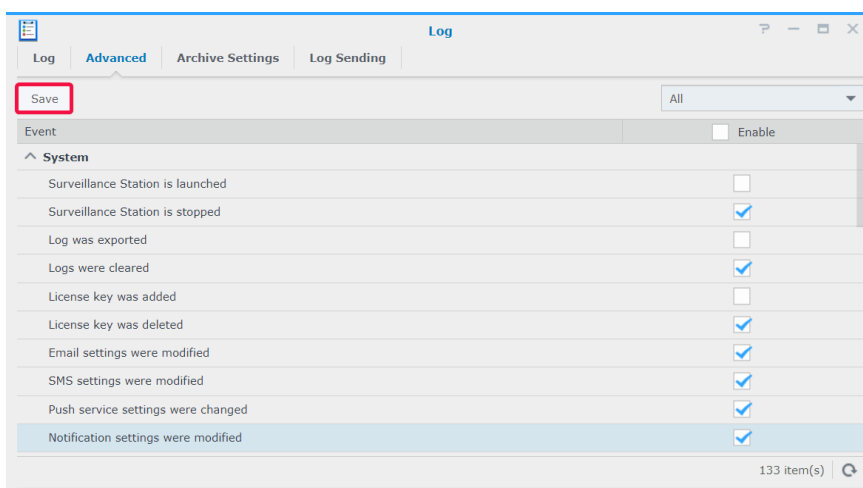 Log
Log Advanced Archive Settings Log Sending
Save All
Event Enable
System
Surveillance Station is launched
Surveillance Station is stopped
Log was exported
Logs were cleared
License key was added
License key was deleted
Email settings were modified
SMS settings were modified
Push service settings were changed
Notification settings were modified
133 item(s)